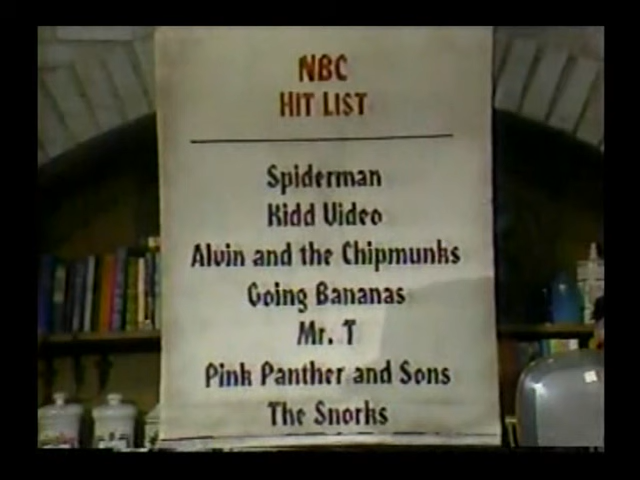 NBC
HIT LIST
Spiderman
Kidd Video
Alvin and the Chipmunks
Going Bananas
Mr. T
Pink Panther and Sons
The Snorks